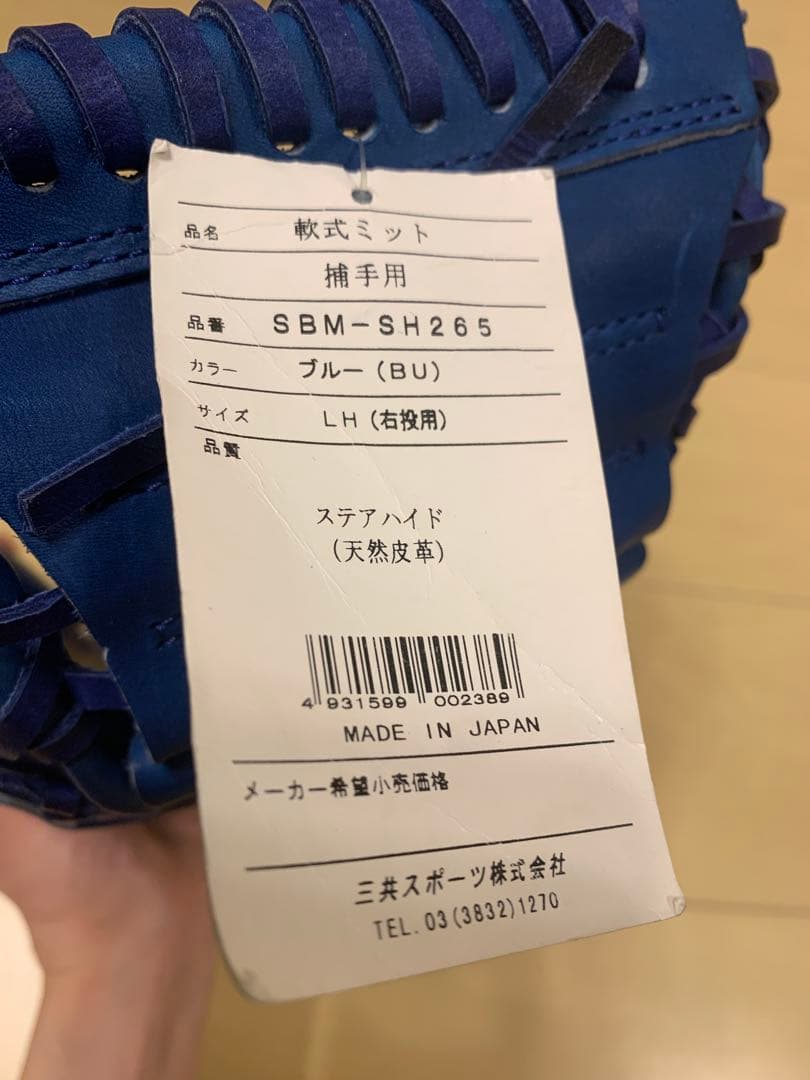 品名 軟式ミット
捕手用
品番 SBM-SH265
カラー ブルー(BU)
サイズ LH(右投用)
品質
ステアハイド
(天然皮革)
4 931599 002389
MADE IN JAPAN
メーカー希望小売価格
三共スポーツ株式会社
TEL. 03(3832)1270